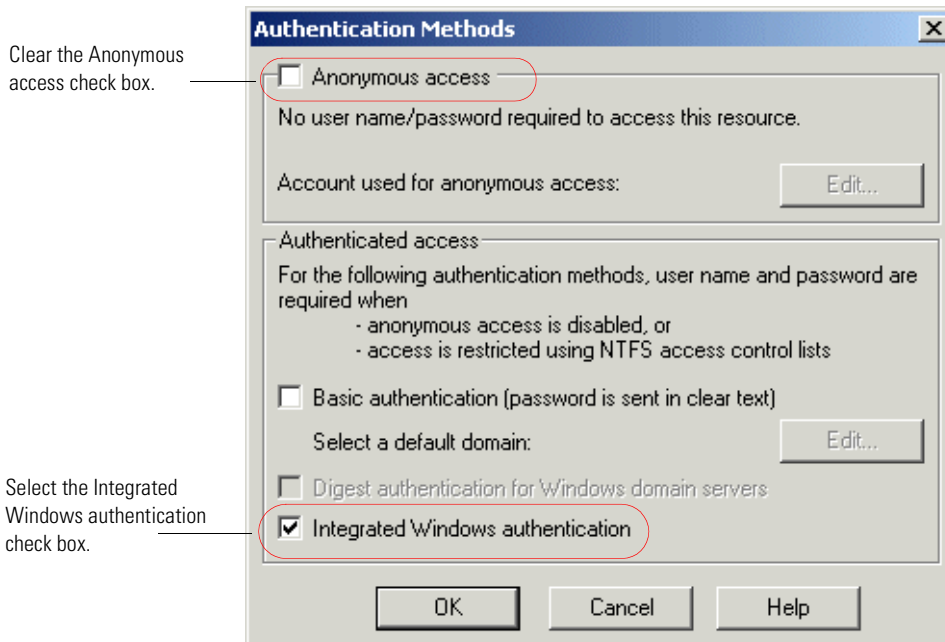 Authentication Methods
Clear the Anonymous
access check box.
Anonymous access
No user name/password required to access this resource.
Account used for anonymous access:
Edit...
Authenticated access
For the following authentication methods, user name and password are
required when
- anonymous access is disabled, or
- access is restricted using NTFS access control lists
Basic authentication (password is sent in clear text)
Select a default domain:
Edit...
Digest authentication for Windows domain servers
Select the Integrated
Windows authentication
check box.
Integrated Windows authentication
OK
Cancel
Help